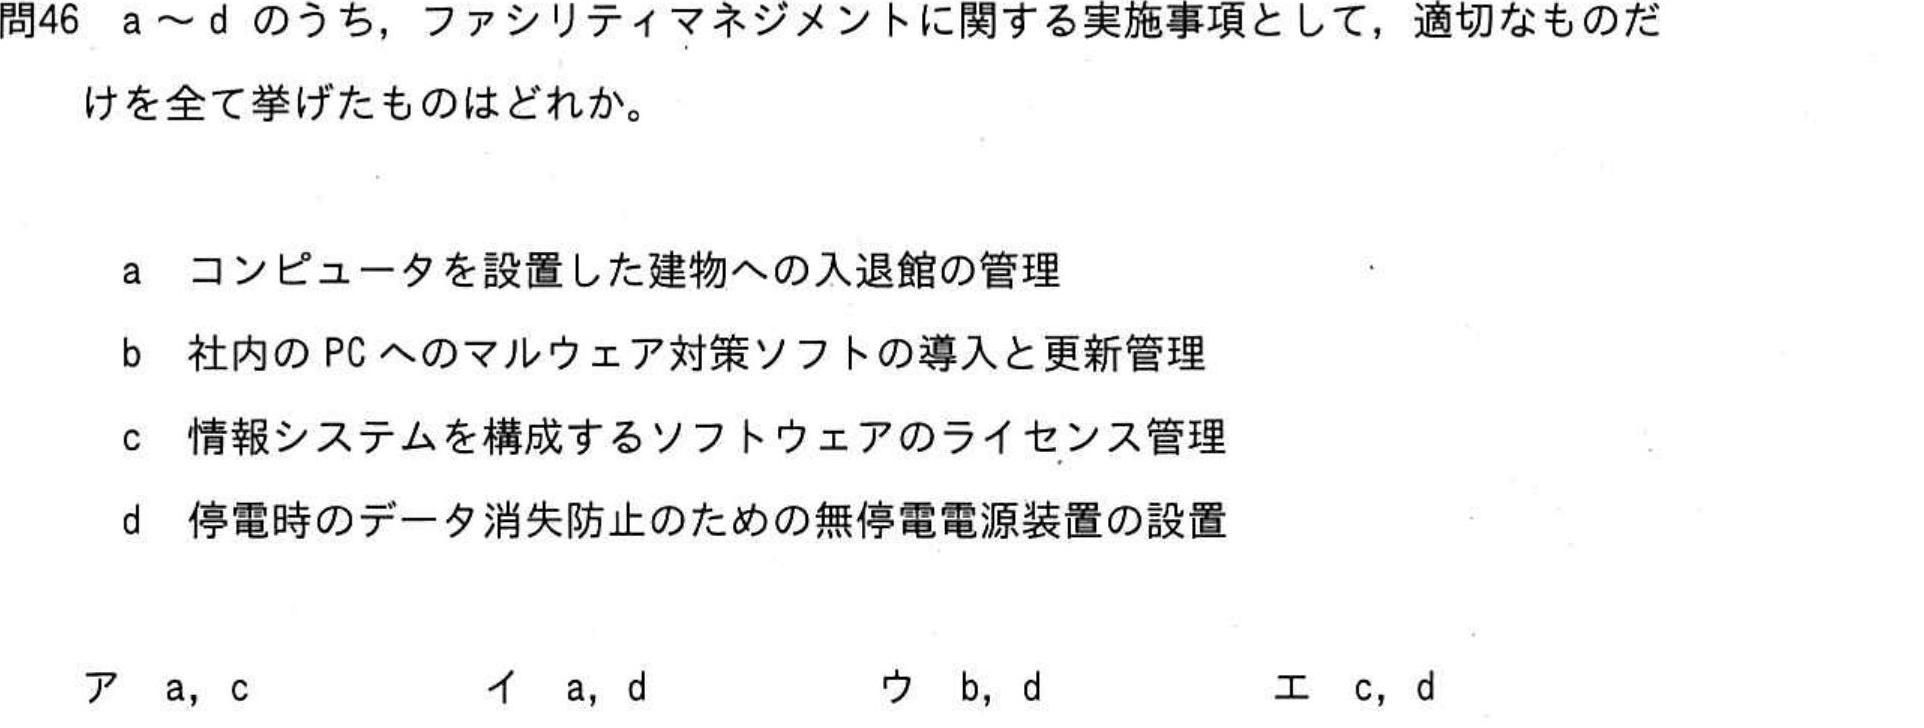 問46 a～d のうち，ファシリティマネジメントに関する実施事項として，適切なものだ
けを全て挙げたものはどれか。
a コンピュータを設置した建物への入退館の管理
b 社内の PC へのマルウェア対策ソフトの導入と更新管理
c 情報システムを構成するソフトウェアのライセンス管理
d 停電時のデータ消失防止のための無停電電源装置の設置
ア a，c イ a，d ウ b，d エ c，d